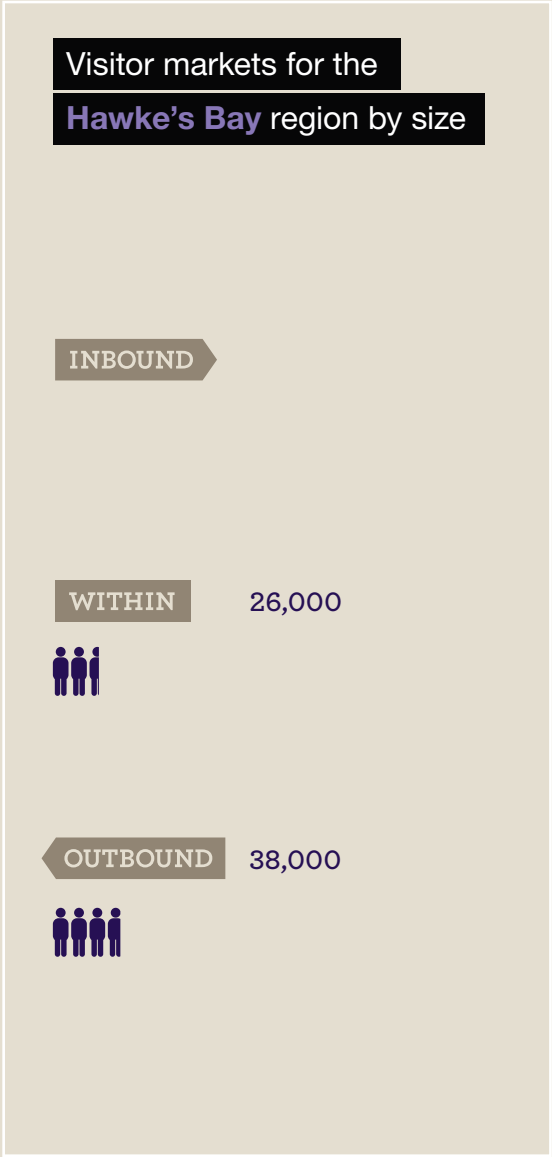 Visitor markets for the
Hawke’s Bay region by size
INBOUND
WITHIN 26,000
OUTBOUND 38,000